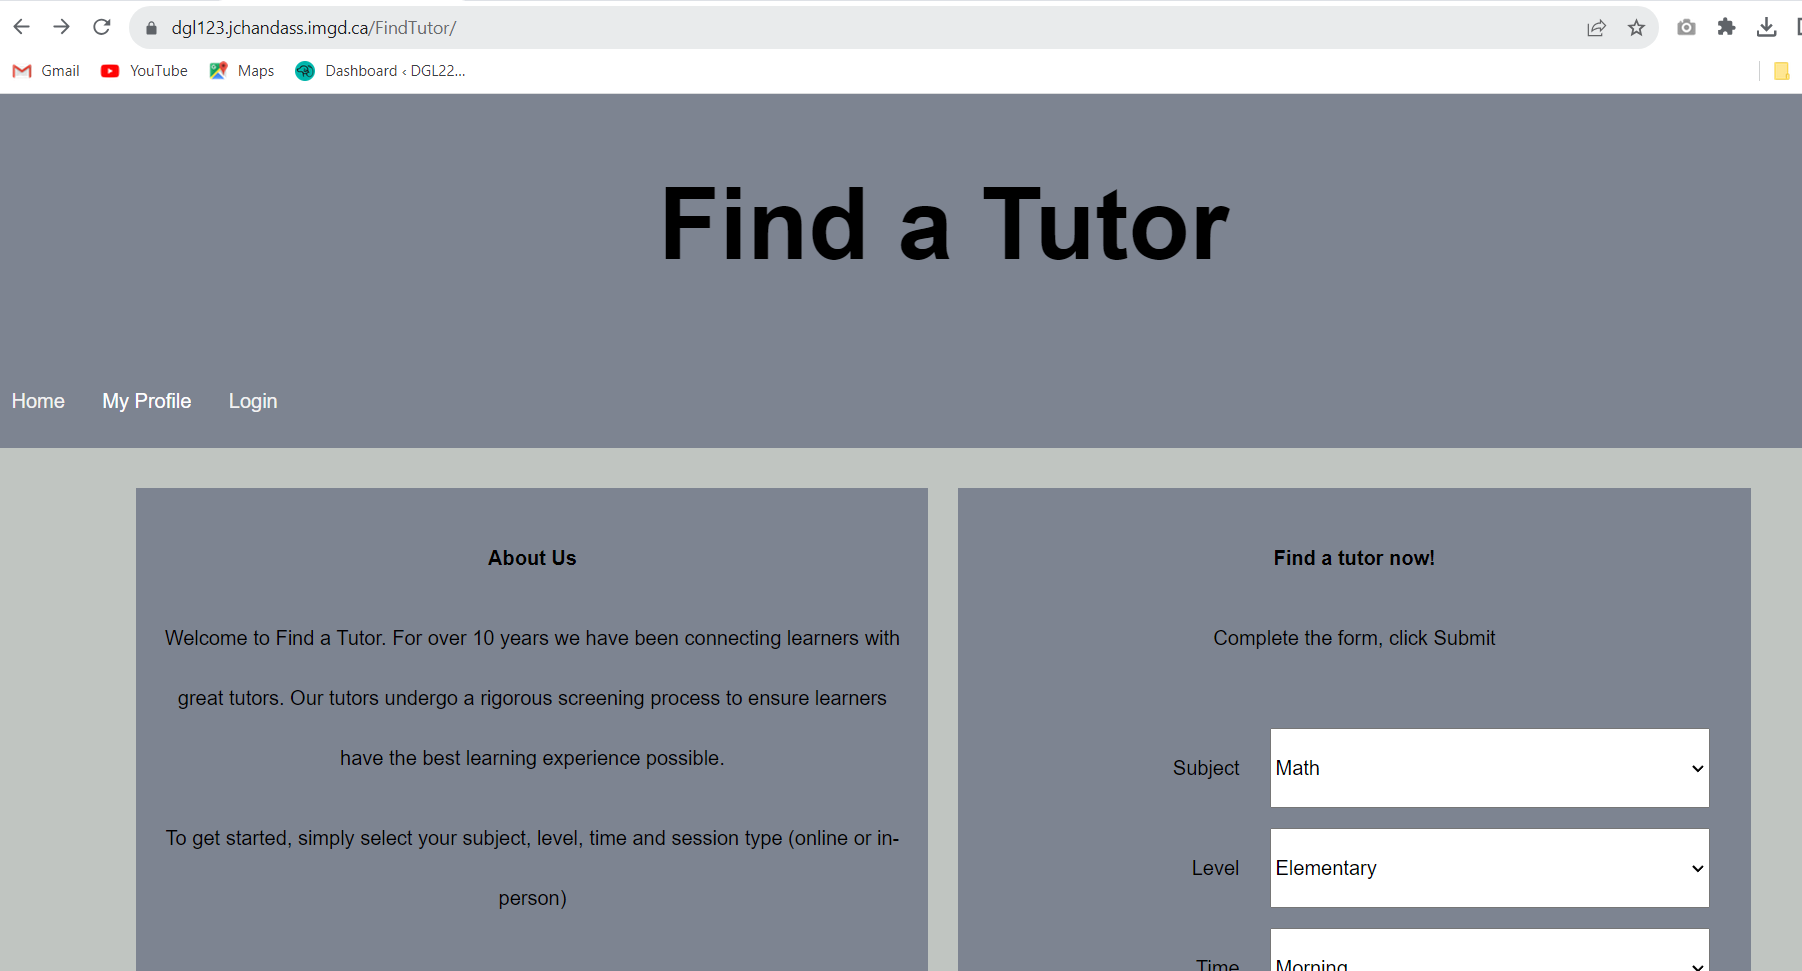 dgl123.jchandass.imgd.ca/FindTutor/
Gmail YouTube Maps Dashboard ‹ DGL22...
Find a Tutor
Home My Profile Login
About Us
Welcome to Find a Tutor. For over 10 years we have been connecting learners with
great tutors. Our tutors undergo a rigorous screening process to ensure learners
have the best learning experience possible.
To get started, simply select your subject, level, time and session type (online or in-
person)
Find a tutor now!
Complete the form, click Submit
Subject Math
Level Elementary
Time Morning